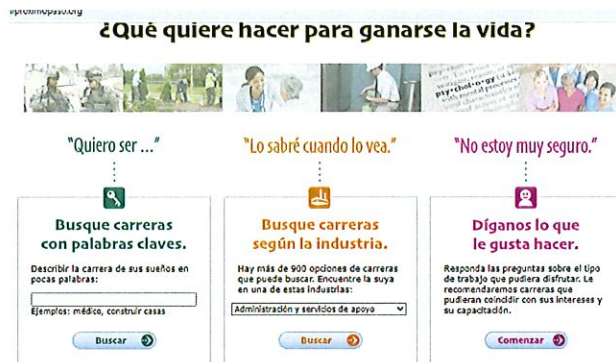 ¿Qué quiere hacer para ganarse la vida?
psy·chol·o·gy
"Quiero ser ..."
"Lo sabré cuando lo vea."
"No estoy muy seguro."
Busque carreras
con palabras claves.
Describir la carrera de sus sueños en
pocas palabras:
Ejemplos: médico, construir casas
Buscar
Busque carreras
según la industria.
Hay más de 900 opciones de carreras
que puede buscar. Encuentre la suya
en una de estas industrias:
Administración y servicios de apoyo
Buscar
Díganos lo que
le gusta hacer.
Responda las preguntas sobre el tipo
de trabajo que pudiera disfrutar. Le
recomendaremos carreras que
pudieran coincidir con sus intereses y
su capacitación.
Comenzar